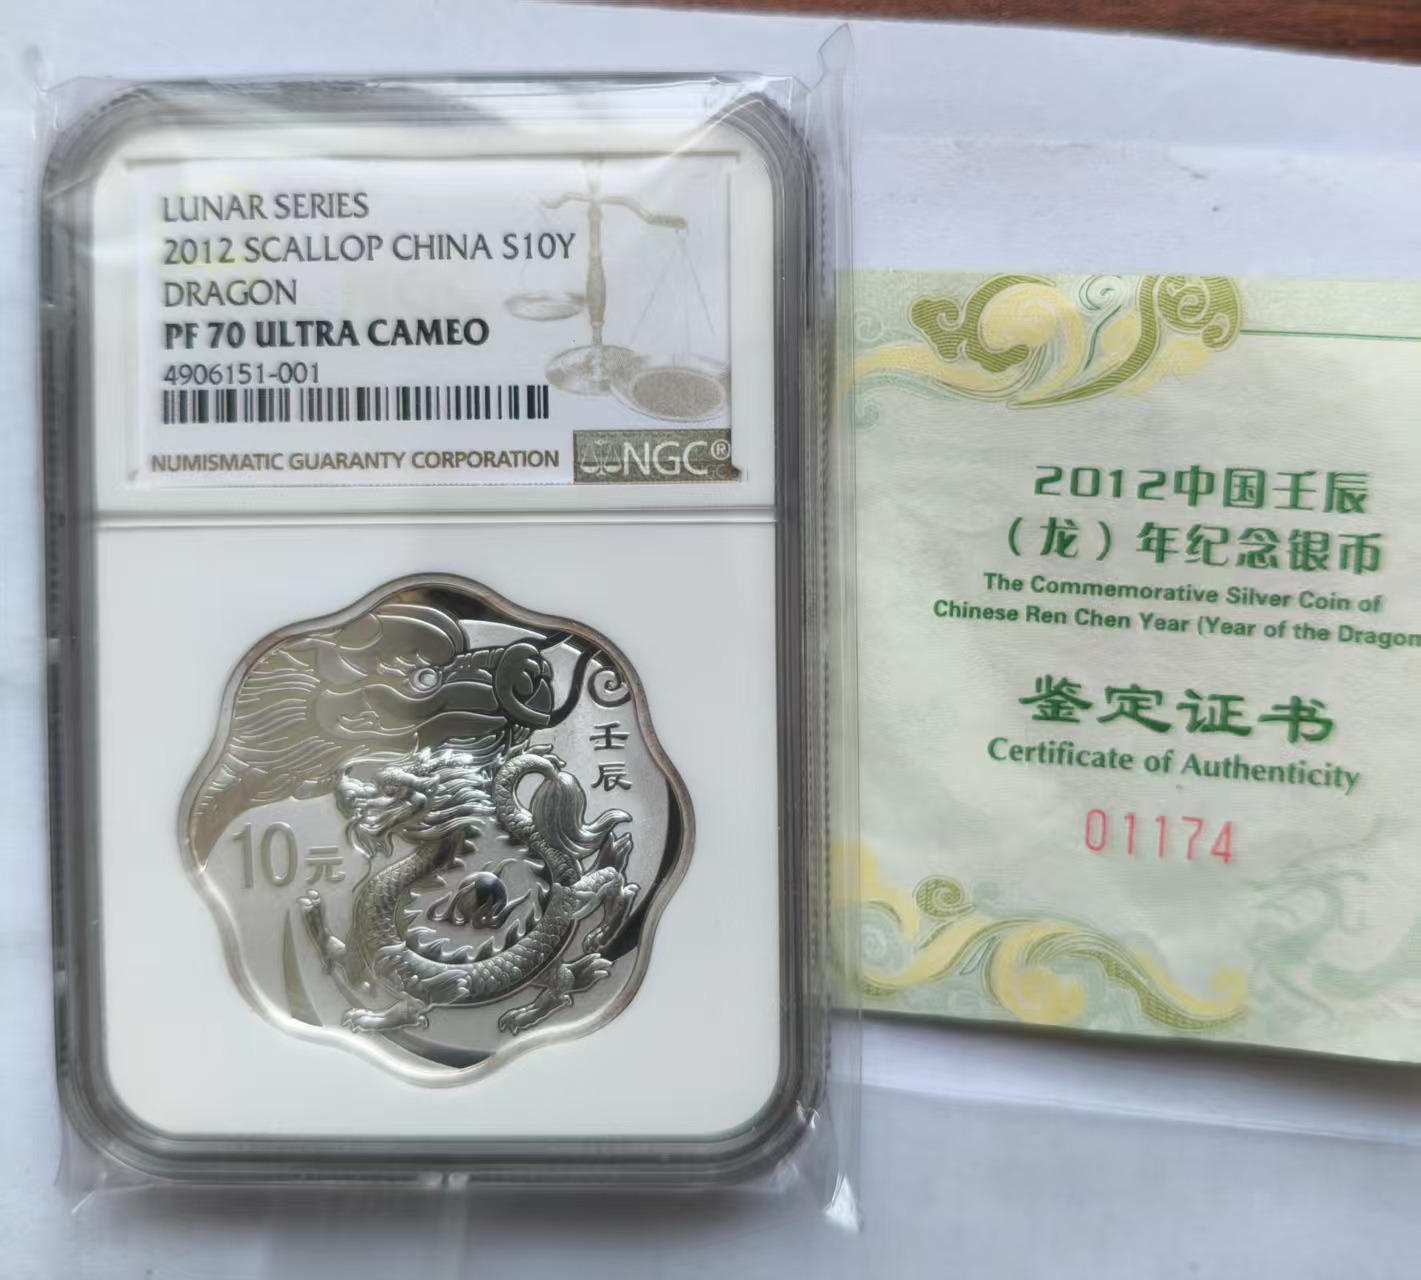 LUNAR SERIES
2012 SCALLOP CHINA S10Y
DRAGON
PF 70 ULTRA CAMEO
4906151-001
NUMISMATIC GUARANTY CORPORATION
NGC®
壬辰
10元
2012中国壬辰
（龙）年纪念银币
The Commemorative Silver Coin of
Chinese Ren Chen Year (Year of the Dragon
鉴定证书
Certificate of Authenticity
01174